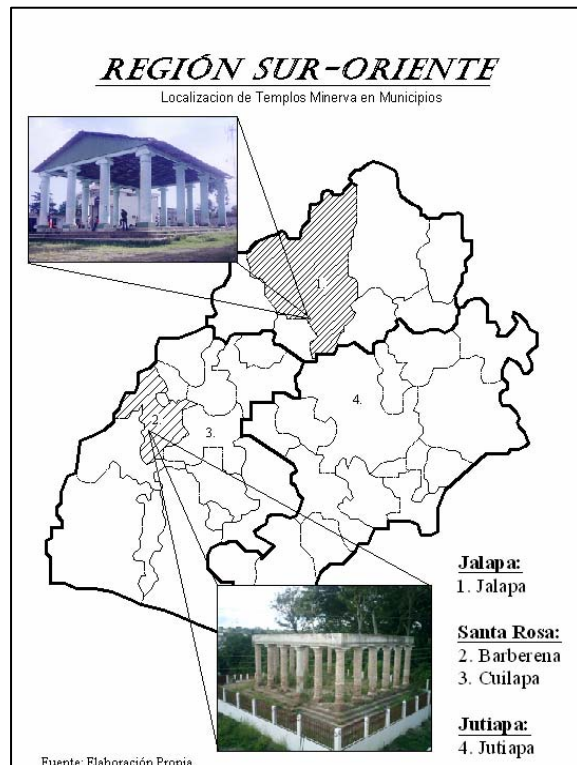 REGIÓN SUR-ORIENTE
Localizacion de Templos Minerva en Municipios
1.
1.
2.
3.
4.
Jalapa:
1. Jalapa
Santa Rosa:
2. Barberena
3. Cuilapa
Jutiapa:
4. Jutiapa
Fuente: Elaboración Propia